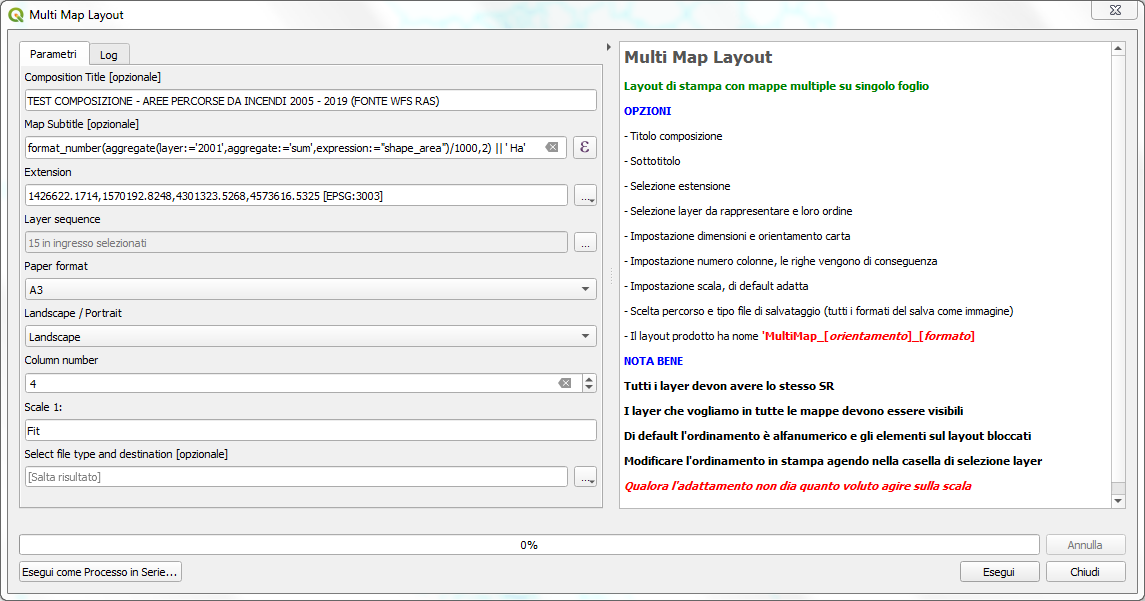 Multi Map Layout
Parametri
Log
Composition Title [opzionale]
TEST COMPOSIZIONE - AREE PERCORSE DA INCENDI 2005 - 2019 (FONTE WFS RAS)
Map Subtitle [opzionale]
format_number(aggregate(layer:='2001',aggregate:='sum',expression:="shape_area")/1000,2) || ' Ha'
ε
Extension
1426622.1714,1570192.8248,4301323.5268,4573616.5325 [EPSG:3003]
...
Layer sequence
15 in ingresso selezionati
...
Paper format
A3
Landscape / Portrait
Landscape
Column number
4
Scale 1:
Fit
Select file type and destination [opzionale]
[Salta risultato]
...
Multi Map Layout
Layout di stampa con mappe multiple su singolo foglio
OPZIONI
- Titolo composizione
- Sottotitolo
- Selezione estensione
- Selezione layer da rappresentare e loro ordine
- Impostazione dimensioni e orientamento carta
- Impostazione numero colonne, le righe vengono di conseguenza
- Impostazione scala, di default adatta
- Scelta percorso e tipo file di salvataggio (tutti i formati del salva come immagine)
- Il layout prodotto ha nome 'MultiMap_[orientamento]_[formato]
NOTA BENE
Tutti i layer devon avere lo stesso SR
I layer che vogliamo in tutte le mappe devono essere visibili
Di default l'ordinamento è alfanumerico e gli elementi sul layout bloccati
Modificare l'ordinamento in stampa agendo nella casella di selezione layer
Qualora l'adattamento non dia quanto voluto agire sulla scala
0%
Annulla
Esegui come Processo in Serie...
Esegui
Chiudi